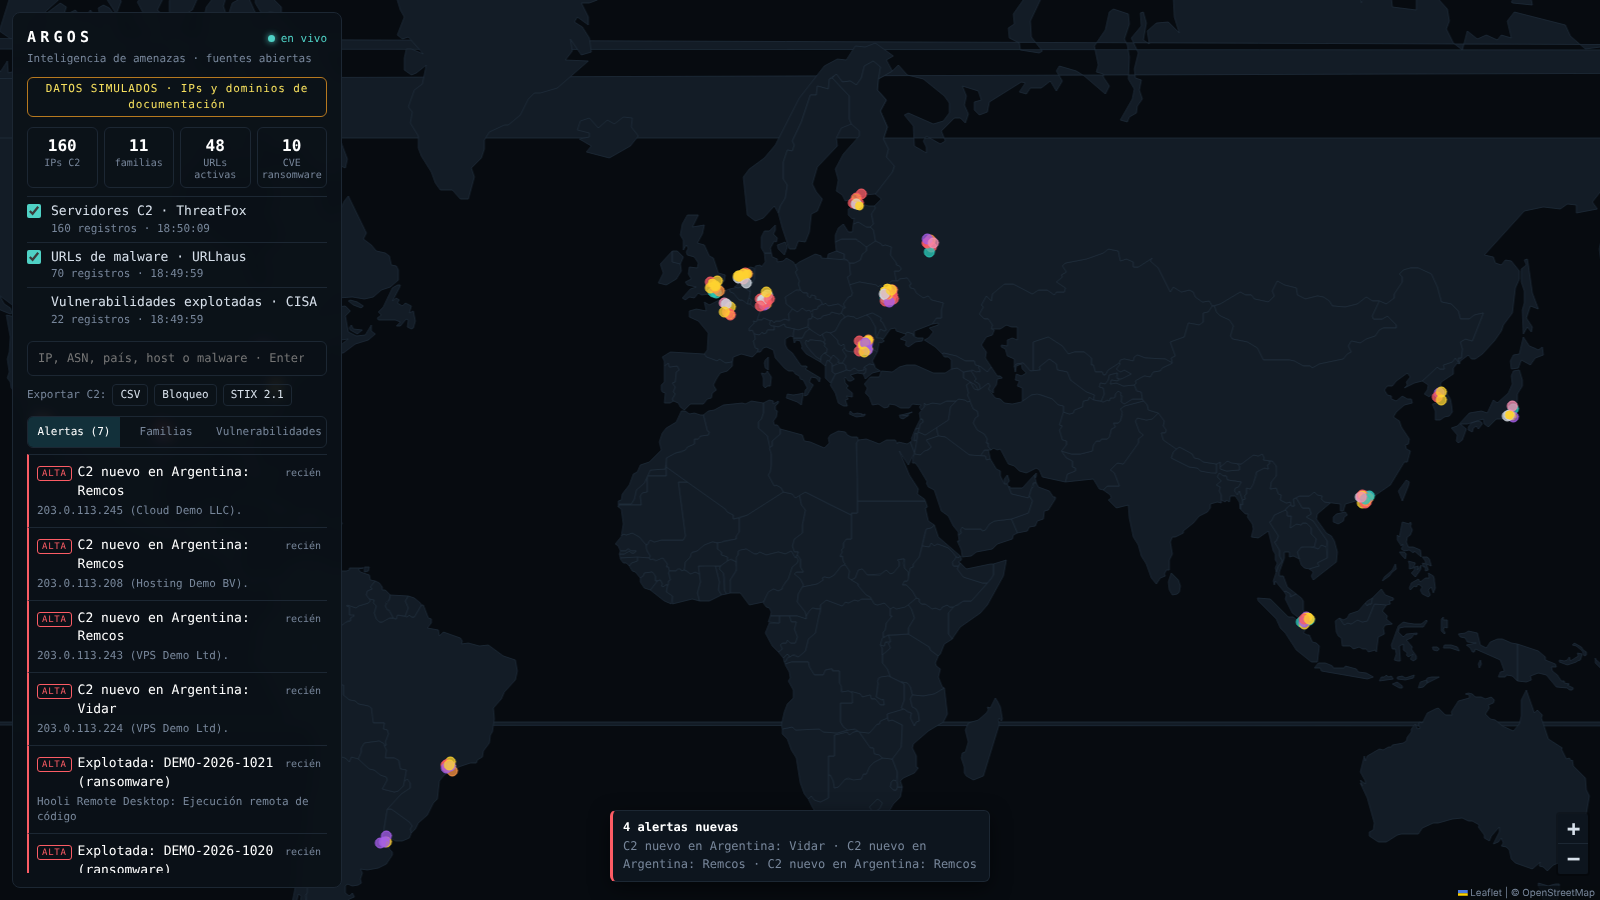 ARGOS
en vivo
Inteligencia de amenazas · fuentes abiertas
DATOS SIMULADOS · IPs y dominios de
documentación
160
IPs C2
11
familias
48
URLs
activas
10
CVE
ransomware
Servidores C2 · ThreatFox
160 registros · 18:50:09
URLs de malware · URLhaus
70 registros · 18:49:59
Vulnerabilidades explotadas · CISA
22 registros · 18:49:59
IP, ASN, país, host o malware · Enter
Exportar C2: CSV Bloqueo STIX 2.1
Alertas (7) Familias Vulnerabilidades
ALTA C2 nuevo en Argentina: recién
Remcos
203.0.113.245 (Cloud Demo LLC).
ALTA C2 nuevo en Argentina: recién
Remcos
203.0.113.208 (Hosting Demo BV).
ALTA C2 nuevo en Argentina: recién
Remcos
203.0.113.243 (VPS Demo Ltd).
ALTA C2 nuevo en Argentina: recién
Vidar
203.0.113.224 (VPS Demo Ltd).
ALTA Explotada: DEMO-2026-1021 recién
(ransomware)
Hooli Remote Desktop: Ejecución remota de
código
ALTA Explotada: DEMO-2026-1020 recién
(ransomware)
4 alertas nuevas
C2 nuevo en Argentina: Vidar · C2 nuevo en
Argentina: Remcos · C2 nuevo en Argentina: Remcos
+
−
Leaflet | © OpenStreetMap